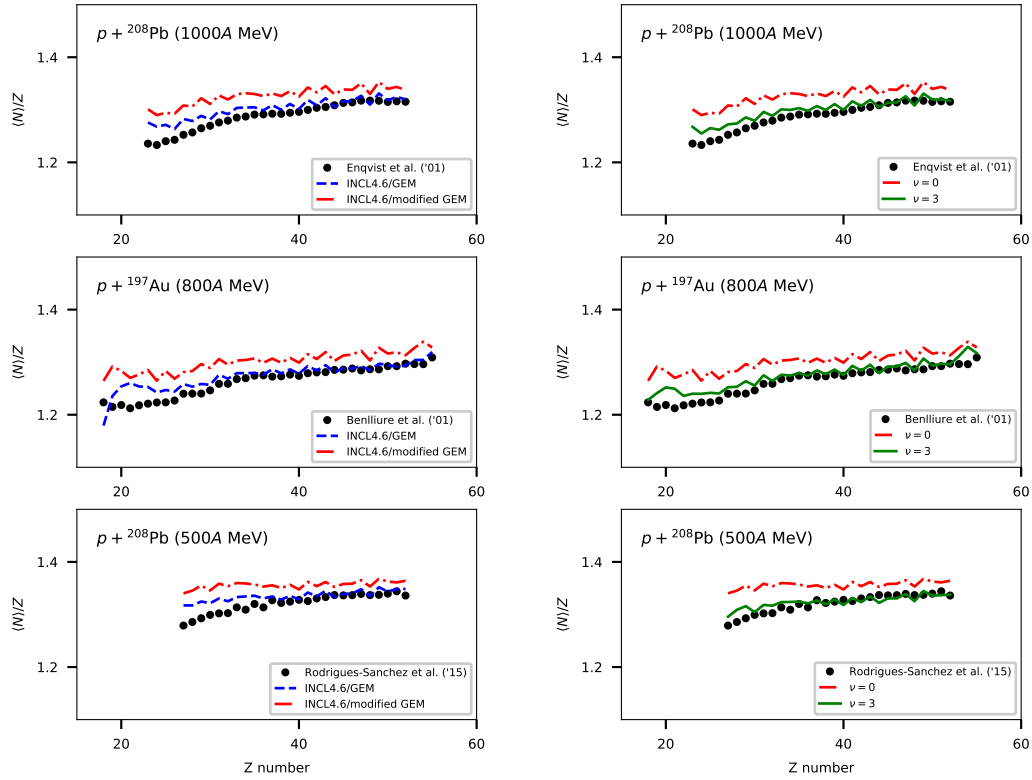 p + ²⁰⁸Pb (1000A MeV)
1.4
1.2
⟨N⟩/Z
20
40
60
Enqvist et al. ('01)
INCL4.6/GEM
INCL4.6/modified GEM
p + ²⁰⁸Pb (1000A MeV)
1.4
1.2
⟨N⟩/Z
20
40
60
Enqvist et al. ('01)
ν = 0
ν = 3
p + ¹⁹⁷Au (800A MeV)
1.4
1.2
⟨N⟩/Z
20
40
60
Benlliure et al. ('01)
INCL4.6/GEM
INCL4.6/modified GEM
p + ¹⁹⁷Au (800A MeV)
1.4
1.2
⟨N⟩/Z
20
40
60
Benlliure et al. ('01)
ν = 0
ν = 3
p + ²⁰⁸Pb (500A MeV)
1.4
1.2
⟨N⟩/Z
20
40
60
Z number
Rodrigues-Sanchez et al. ('15)
INCL4.6/GEM
INCL4.6/modified GEM
p + ²⁰⁸Pb (500A MeV)
1.4
1.2
⟨N⟩/Z
20
40
60
Z number
Rodrigues-Sanchez et al. ('15)
ν = 0
ν = 3